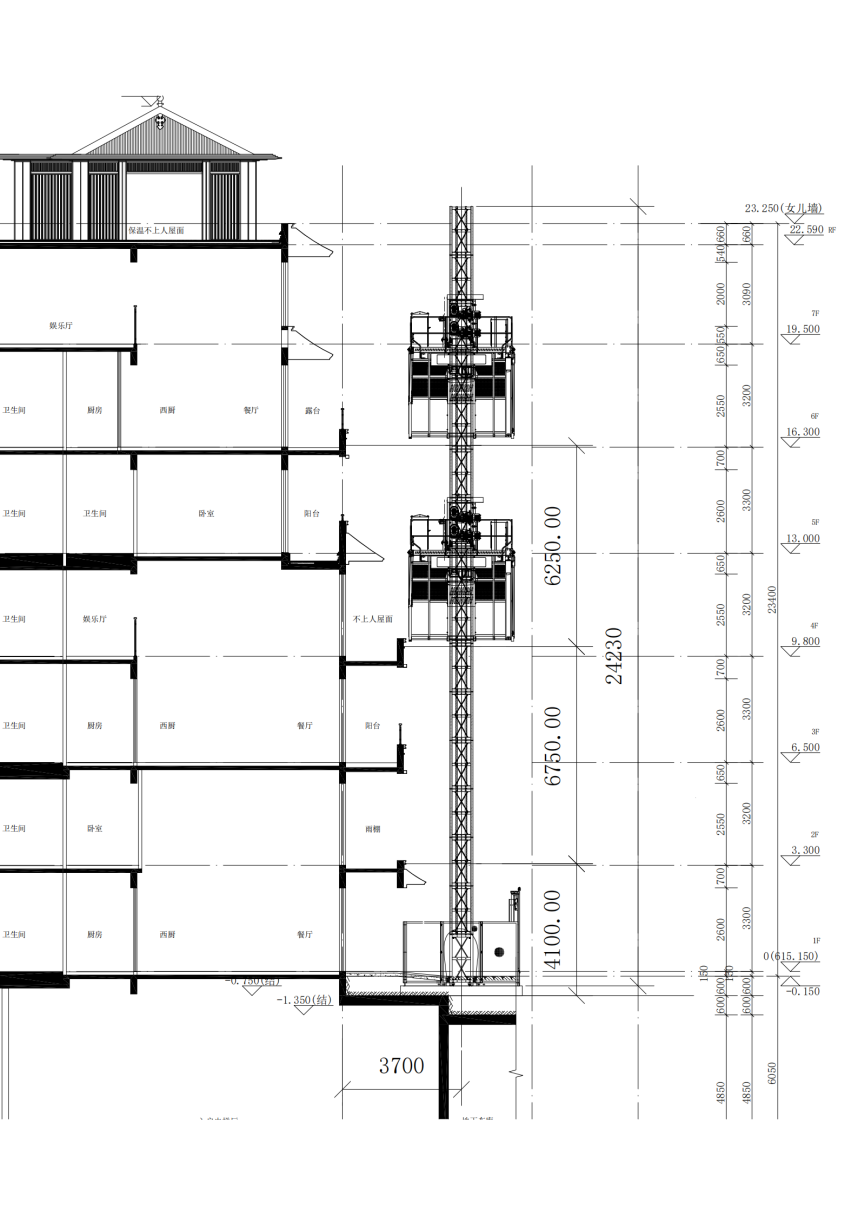 23.250(女儿墙)
保温不上人屋面
22.590 RF
660
660
540
2000
3090
7F
娱乐厅
19.500
550
650
卫生间
厨房
西厨
餐厅
露台
2550
3200
6F
16.300
700
卫生间
卫生间
卧室
阳台
2600
3300
5F
13.000
6250.00
650
23400
卫生间
娱乐厅
不上人屋面
2550
3200
4F
9.800
24230
700
卫生间
厨房
西厨
餐厅
阳台
2600
3300
3F
6.500
6750.00
650
卫生间
卧室
雨棚
2550
3200
2F
3.300
700
卫生间
厨房
西厨
餐厅
4100.00
2600
3300
1F
0(615.150)
150
150
-0.750(结)
600
600
-0.150
-1.350(结)
600
600
3700
4850
4850
6050